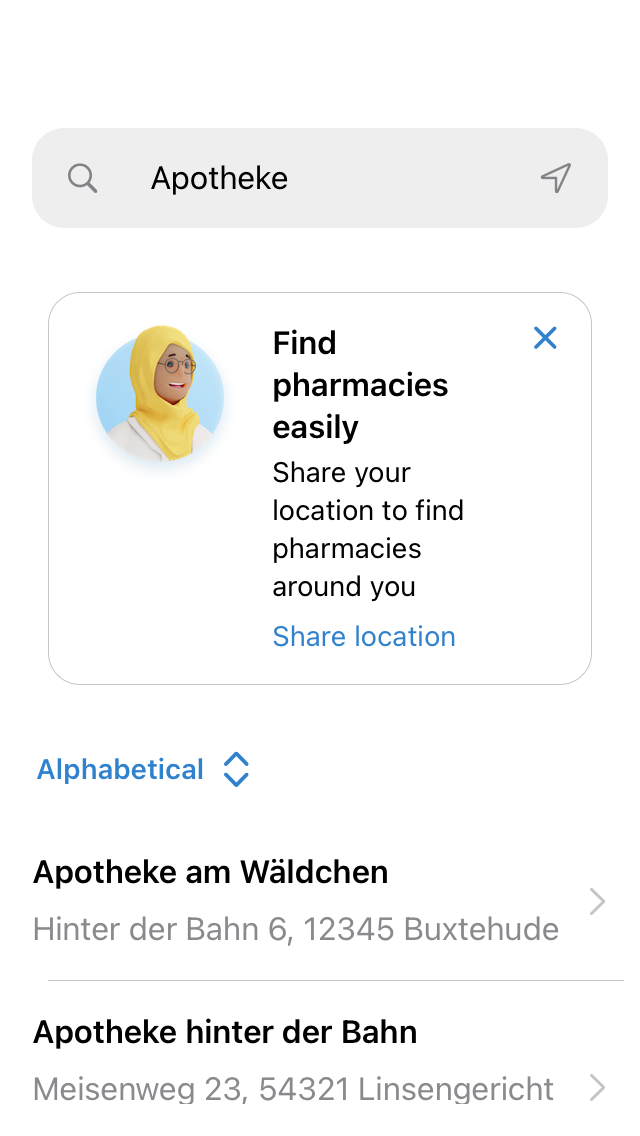 Apotheke
Find
pharmacies
easily
Share your
location to find
pharmacies
around you
Share location
Alphabetical
Apotheke am Wäldchen
Hinter der Bahn 6, 12345 Buxtehude
Apotheke hinter der Bahn
Meisenweg 23, 54321 Linsengericht